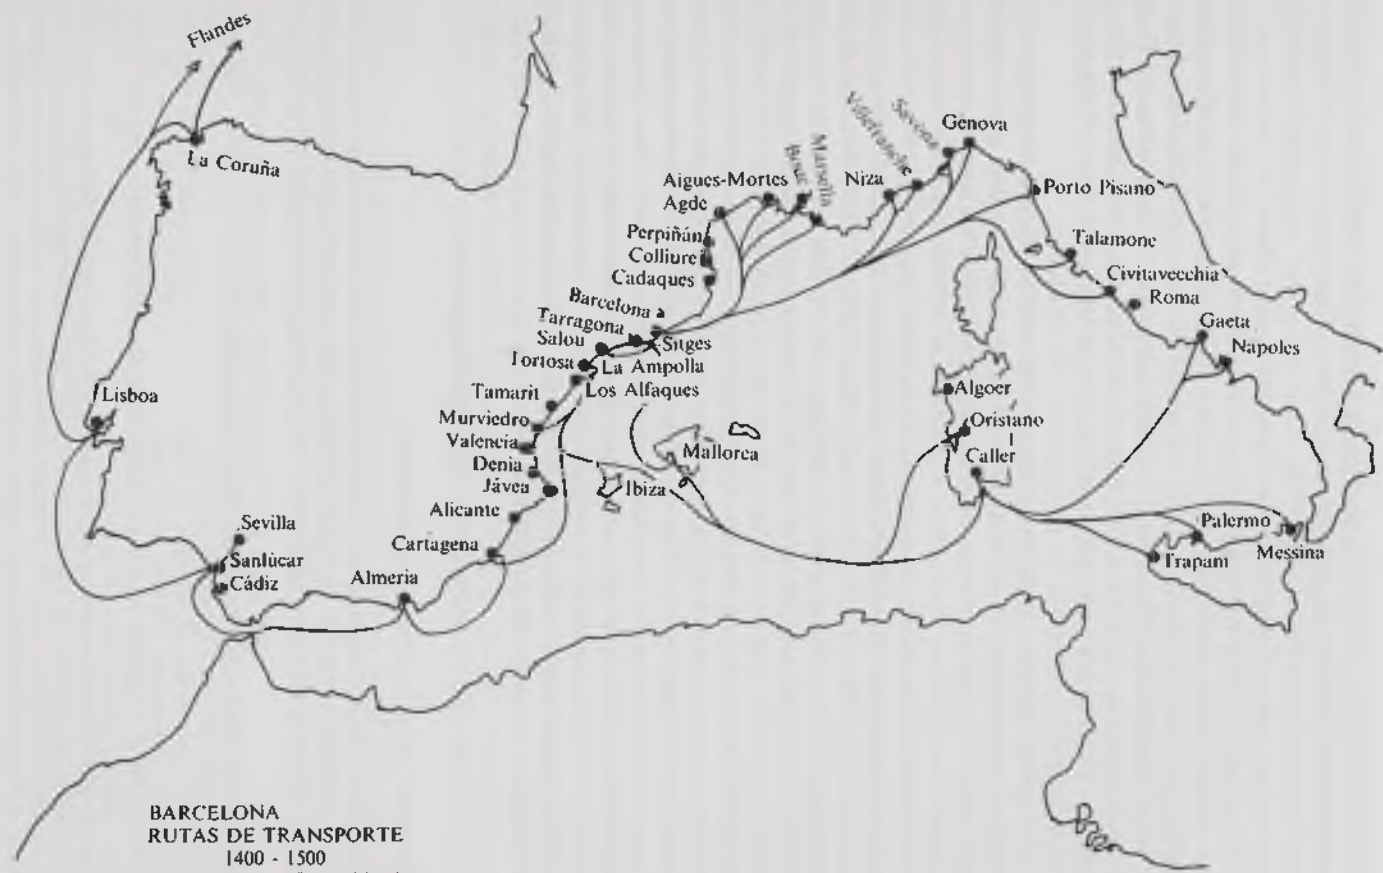 Flandes
La Coruña
Lisboa
Sevilla
Sanlúcar
Cádiz
Almeria
Cartagena
Alicante
Jávea
Denia
Valencia
Murviedro
Tamarit
Los Alfaques
Tortosa
La Ampolla
Salou
Tarragona
Sitges
Barcelona
Cadaques
Colliure
Perpiñán
Agde
Aigues-Mortes
Marsella
Niza
Villefranche
Savona
Genova
Porto Pisano
Talamone
Civitavecchia
Roma
Gaeta
Napoles
Algoer
Oristano
Caller
Mallorca
Ibiza
Palermo
Messina
Trapani
BARCELONA
RUTAS DE TRANSPORTE
1400 - 1500